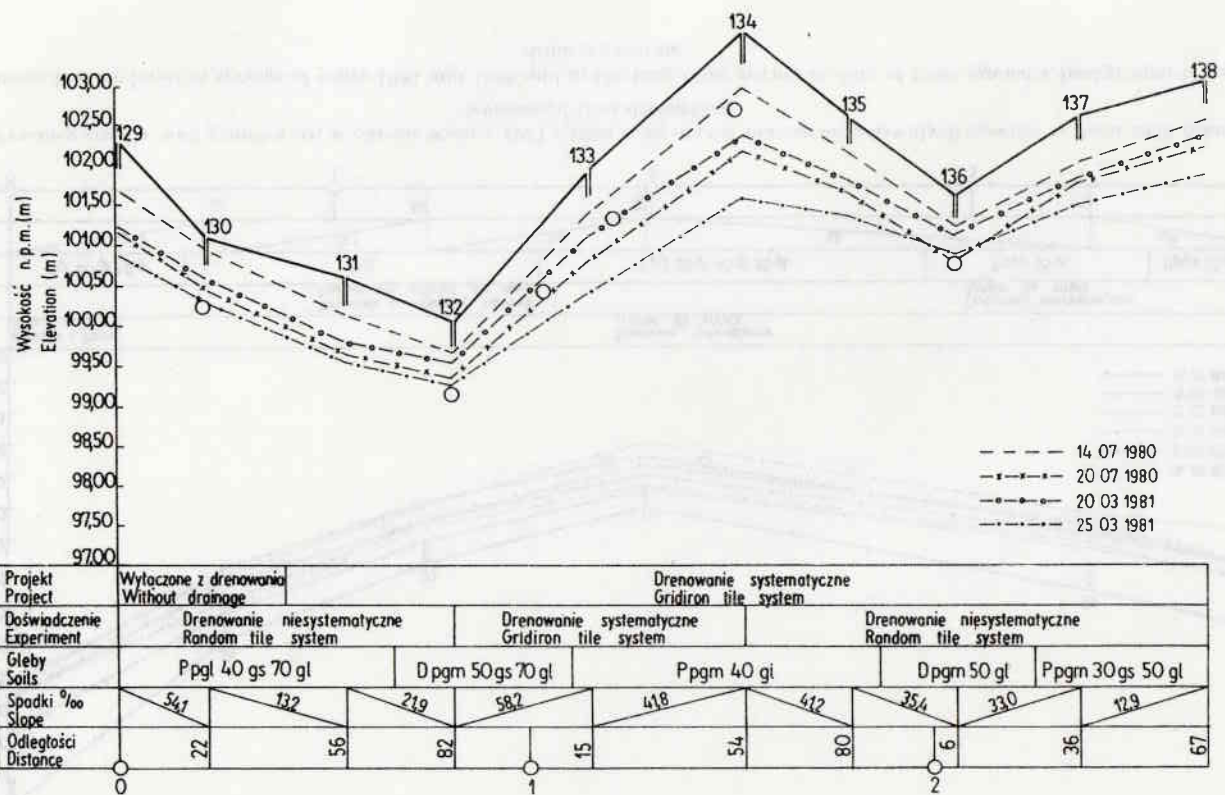 134
138
103,00
137
102,50
129
135
102,00
133
136
101,50
130
101,00
131
100,50
132
100,00
99,50
99,00
98,50
98,00
97,50
97,00
Wysokość n.p.m.(m)
Elevation (m)
14 07 1980
20 07 1980
20 03 1981
25 03 1981
Projekt
Project
Wyłączone z drenowania
Without drainage
Drenowanie systematyczne
Gridiron tile system
Doświadczenie
Experiment
Drenowanie niesystematyczne
Random tile system
Drenowanie systematyczne
Gridiron tile system
Drenowanie niesystematyczne
Random tile system
Gleby
Soils
Ppgl 40 gs 70 gl
Dpgm 50 gs 70 gl
Ppgm 40 gl
Dpgm 50 gl
Ppgm 30 gs 50 gl
Spadki ‰
Slope
54,1
13,2
21,9
58,2
41,8
41,2
35,4
33,0
12,9
Odległości
Distance
22
56
82
15
54
80
6
36
67
0
1
2